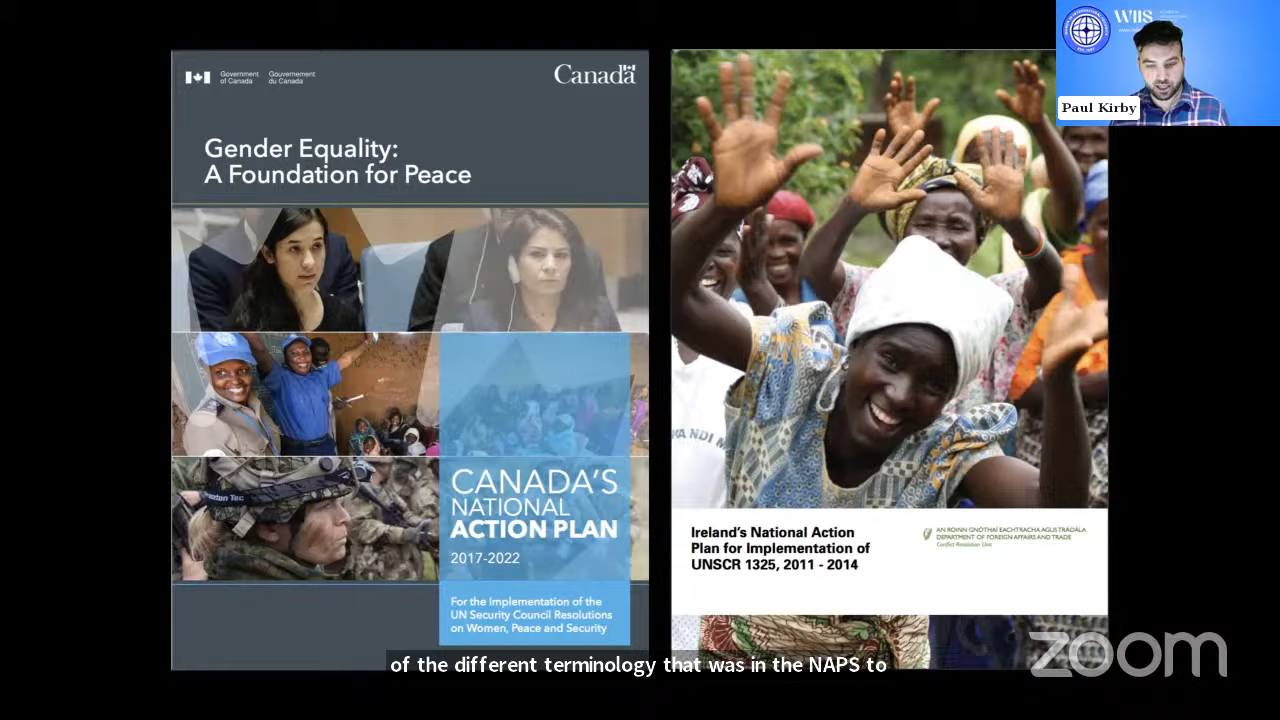 Government
of Canada
Gouvernement
du Canada
Canada
Gender Equality:
A Foundation for Peace
CANADA'S
NATIONAL
ACTION PLAN
2017-2022
For the Implementation of the
UN Security Council Resolutions
on Women, Peace and Security
Ireland's National Action
Plan for Implementation of
UNSCR 1325, 2011 - 2014
AN ROINN GNÓTHAÍ EACHTRACHA AGUS TRÁDÁLA
DEPARTMENT OF FOREIGN AFFAIRS AND TRADE
Conflict Resolution Unit
WIIS
Paul Kirby
of the different terminology that was in the NAPS to
zoom